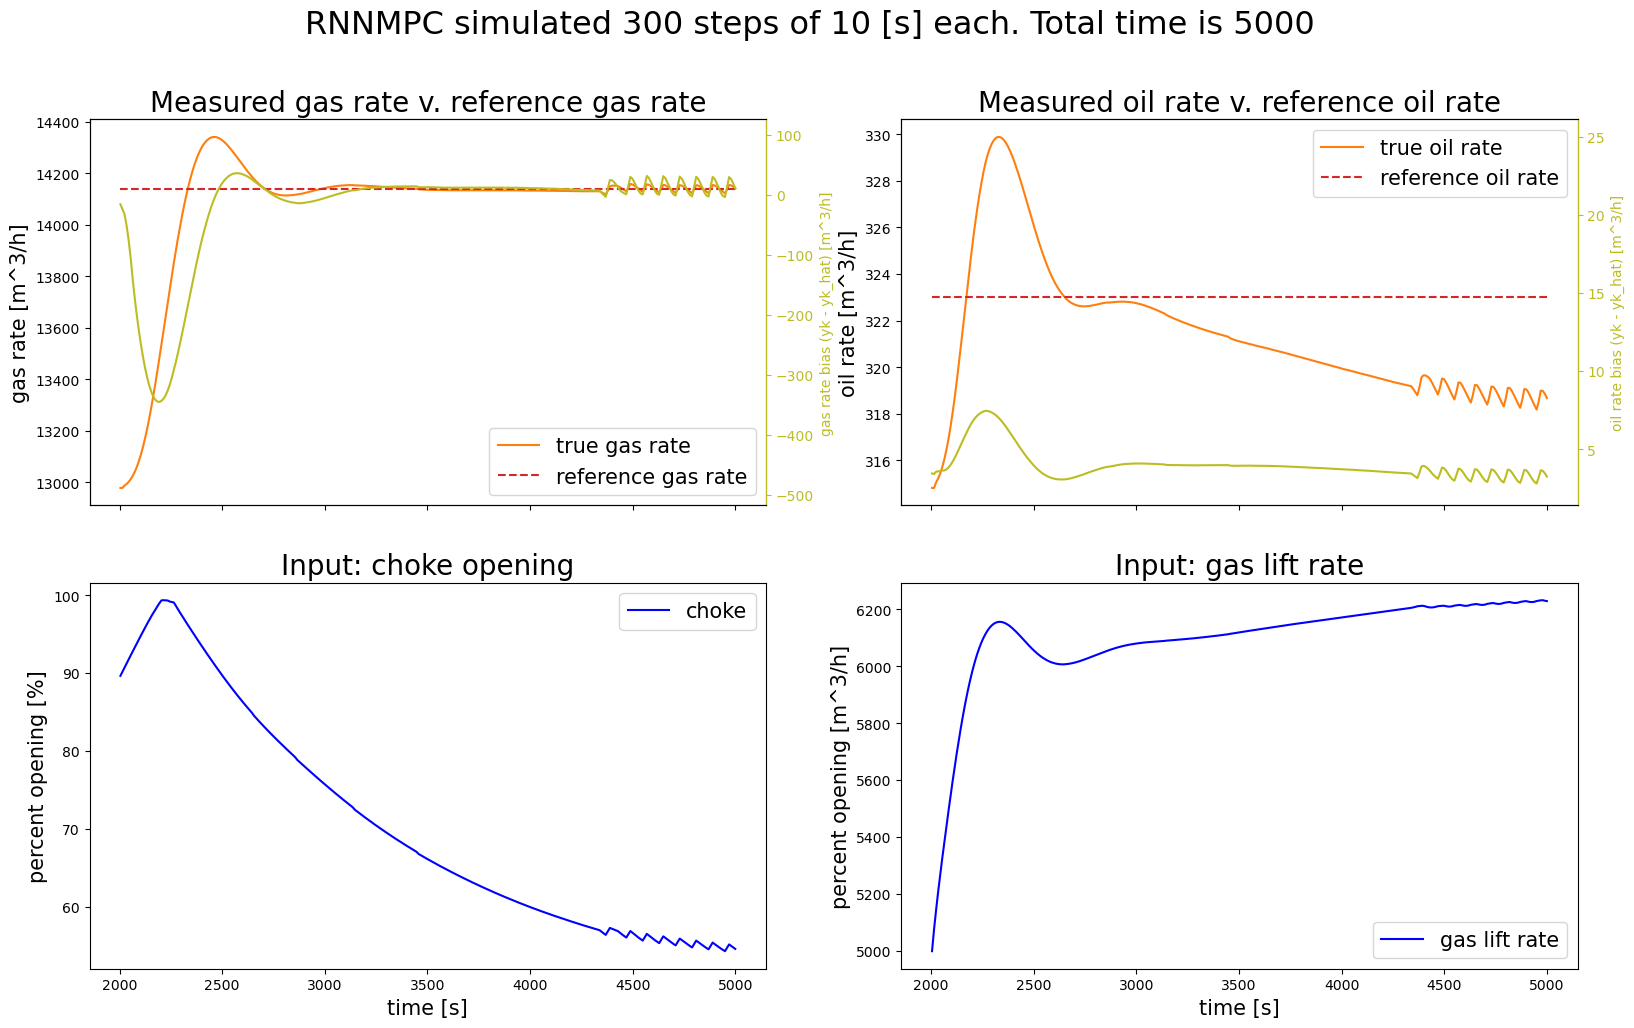 RNNMPC simulated 300 steps of 10 [s] each. Total time is 5000
Measured gas rate v. reference gas rate
gas rate [m^3/h]
14400
14200
14000
13800
13600
13400
13200
13000
100
0
−100
−200
−300
−400
−500
gas rate bias (yk - yk_hat) [m^3/h]
true gas rate
reference gas rate
Measured oil rate v. reference oil rate
oil rate [m^3/h]
330
328
326
324
322
320
318
316
25
20
15
10
5
oil rate bias (yk - yk_hat) [m^3/h]
true oil rate
reference oil rate
Input: choke opening
percent opening [%]
100
90
80
70
60
choke
2000
2500
3000
3500
4000
4500
5000
time [s]
Input: gas lift rate
percent opening [m^3/h]
6200
6000
5800
5600
5400
5200
5000
gas lift rate
2000
2500
3000
3500
4000
4500
5000
time [s]